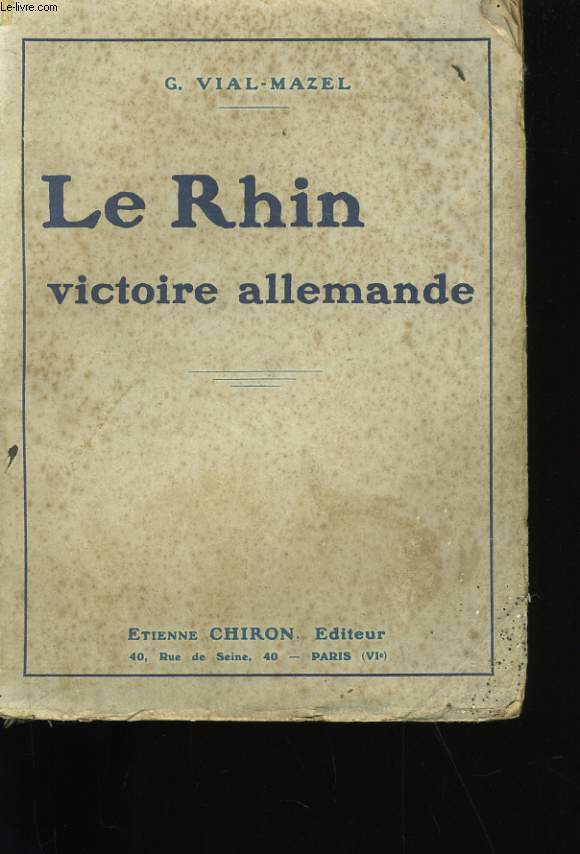 Le-livre.com
G. VIAL-MAZEL
Le Rhin
victoire allemande
ETIENNE CHIRON. Editeur
40, Rue de Seine, 40 — PARIS (VIe)